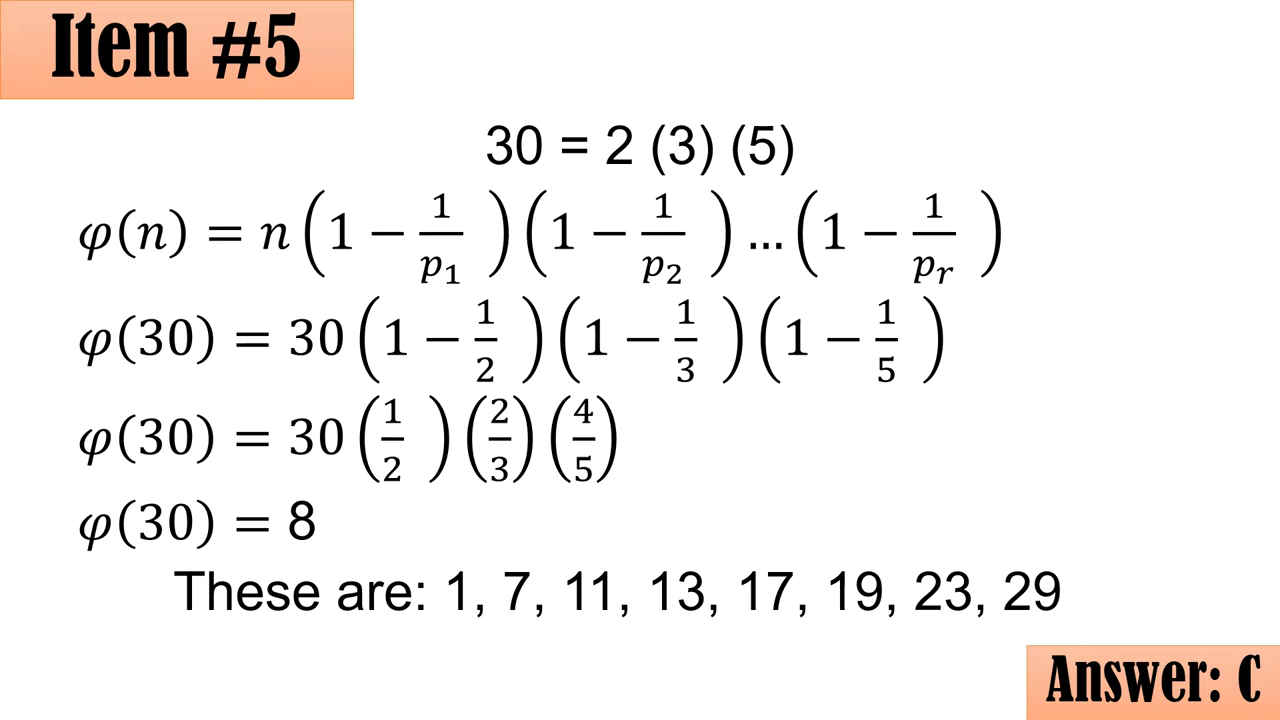 Item #5
30 = 2 (3) (5)
φ(n) = n(1 − 1/p₁)(1 − 1/p₂)...(1 − 1/pᵣ)
φ(30) = 30(1 − 1/2)(1 − 1/3)(1 − 1/5)
φ(30) = 30(1/2)(2/3)(4/5)
φ(30) = 8
These are: 1, 7, 11, 13, 17, 19, 23, 29
Answer: C